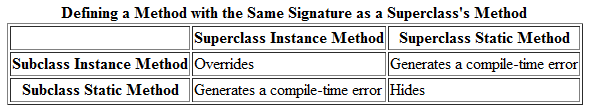 Defining a Method with the Same Signature as a Superclass's Method
Superclass Instance Method Superclass Static Method
Subclass Instance Method Overrides Generates a compile-time error
Subclass Static Method Generates a compile-time error Hides